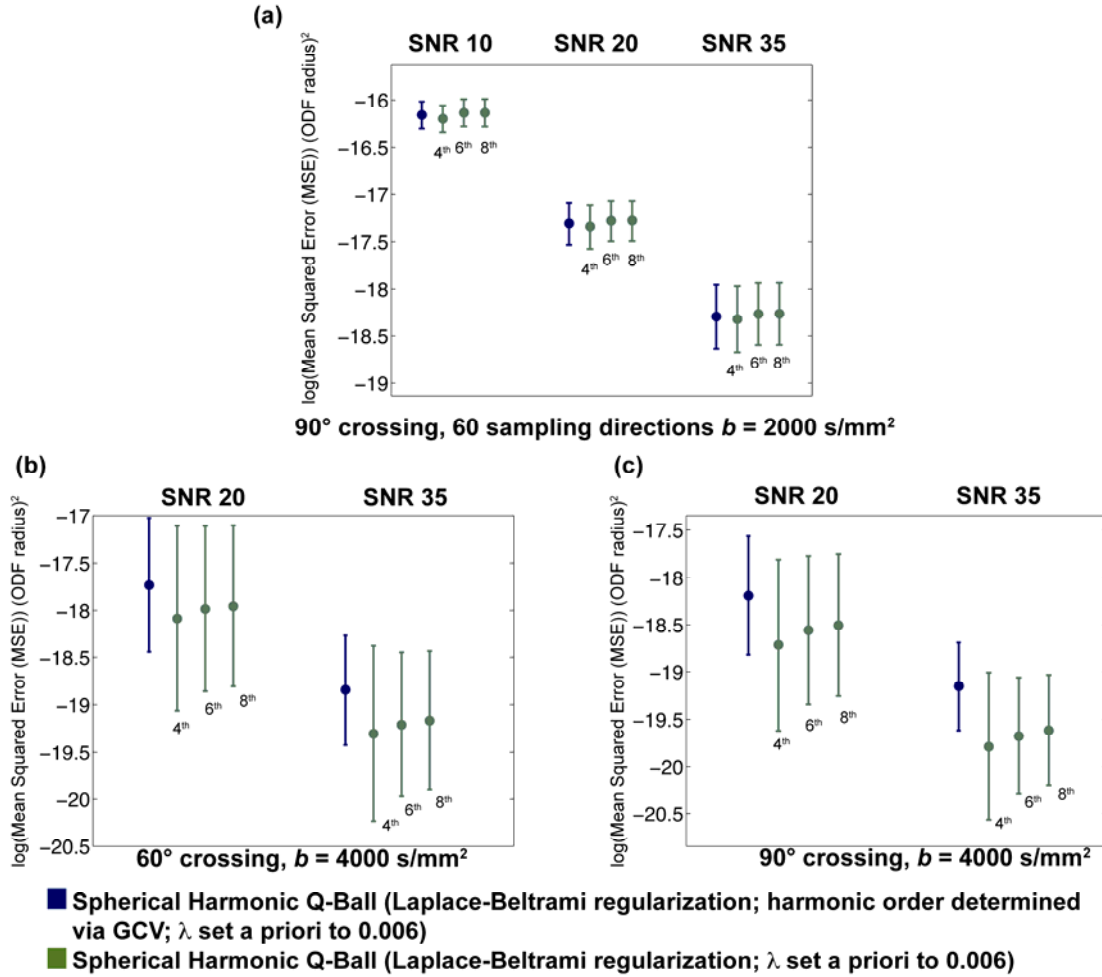 (a)
SNR 10 SNR 20 SNR 35
log(Mean Squared Error (MSE)) (ODF radius)²
−16
−16.5
−17
−17.5
−18
−18.5
−19
4th 6th 8th
4th 6th 8th
4th 6th 8th
90° crossing, 60 sampling directions b = 2000 s/mm²
(b)
SNR 20 SNR 35
log(Mean Squared Error (MSE)) (ODF radius)²
−17
−17.5
−18
−18.5
−19
−19.5
−20
−20.5
4th 6th 8th
4th 6th 8th
60° crossing, b = 4000 s/mm²
(c)
SNR 20 SNR 35
log(Mean Squared Error (MSE)) (ODF radius)²
−17.5
−18
−18.5
−19
−19.5
−20
−20.5
4th 6th 8th
4th 6th 8th
90° crossing, b = 4000 s/mm²
Spherical Harmonic Q-Ball (Laplace-Beltrami regularization; harmonic order determined
via GCV; λ set a priori to 0.006)
Spherical Harmonic Q-Ball (Laplace-Beltrami regularization; λ set a priori to 0.006)